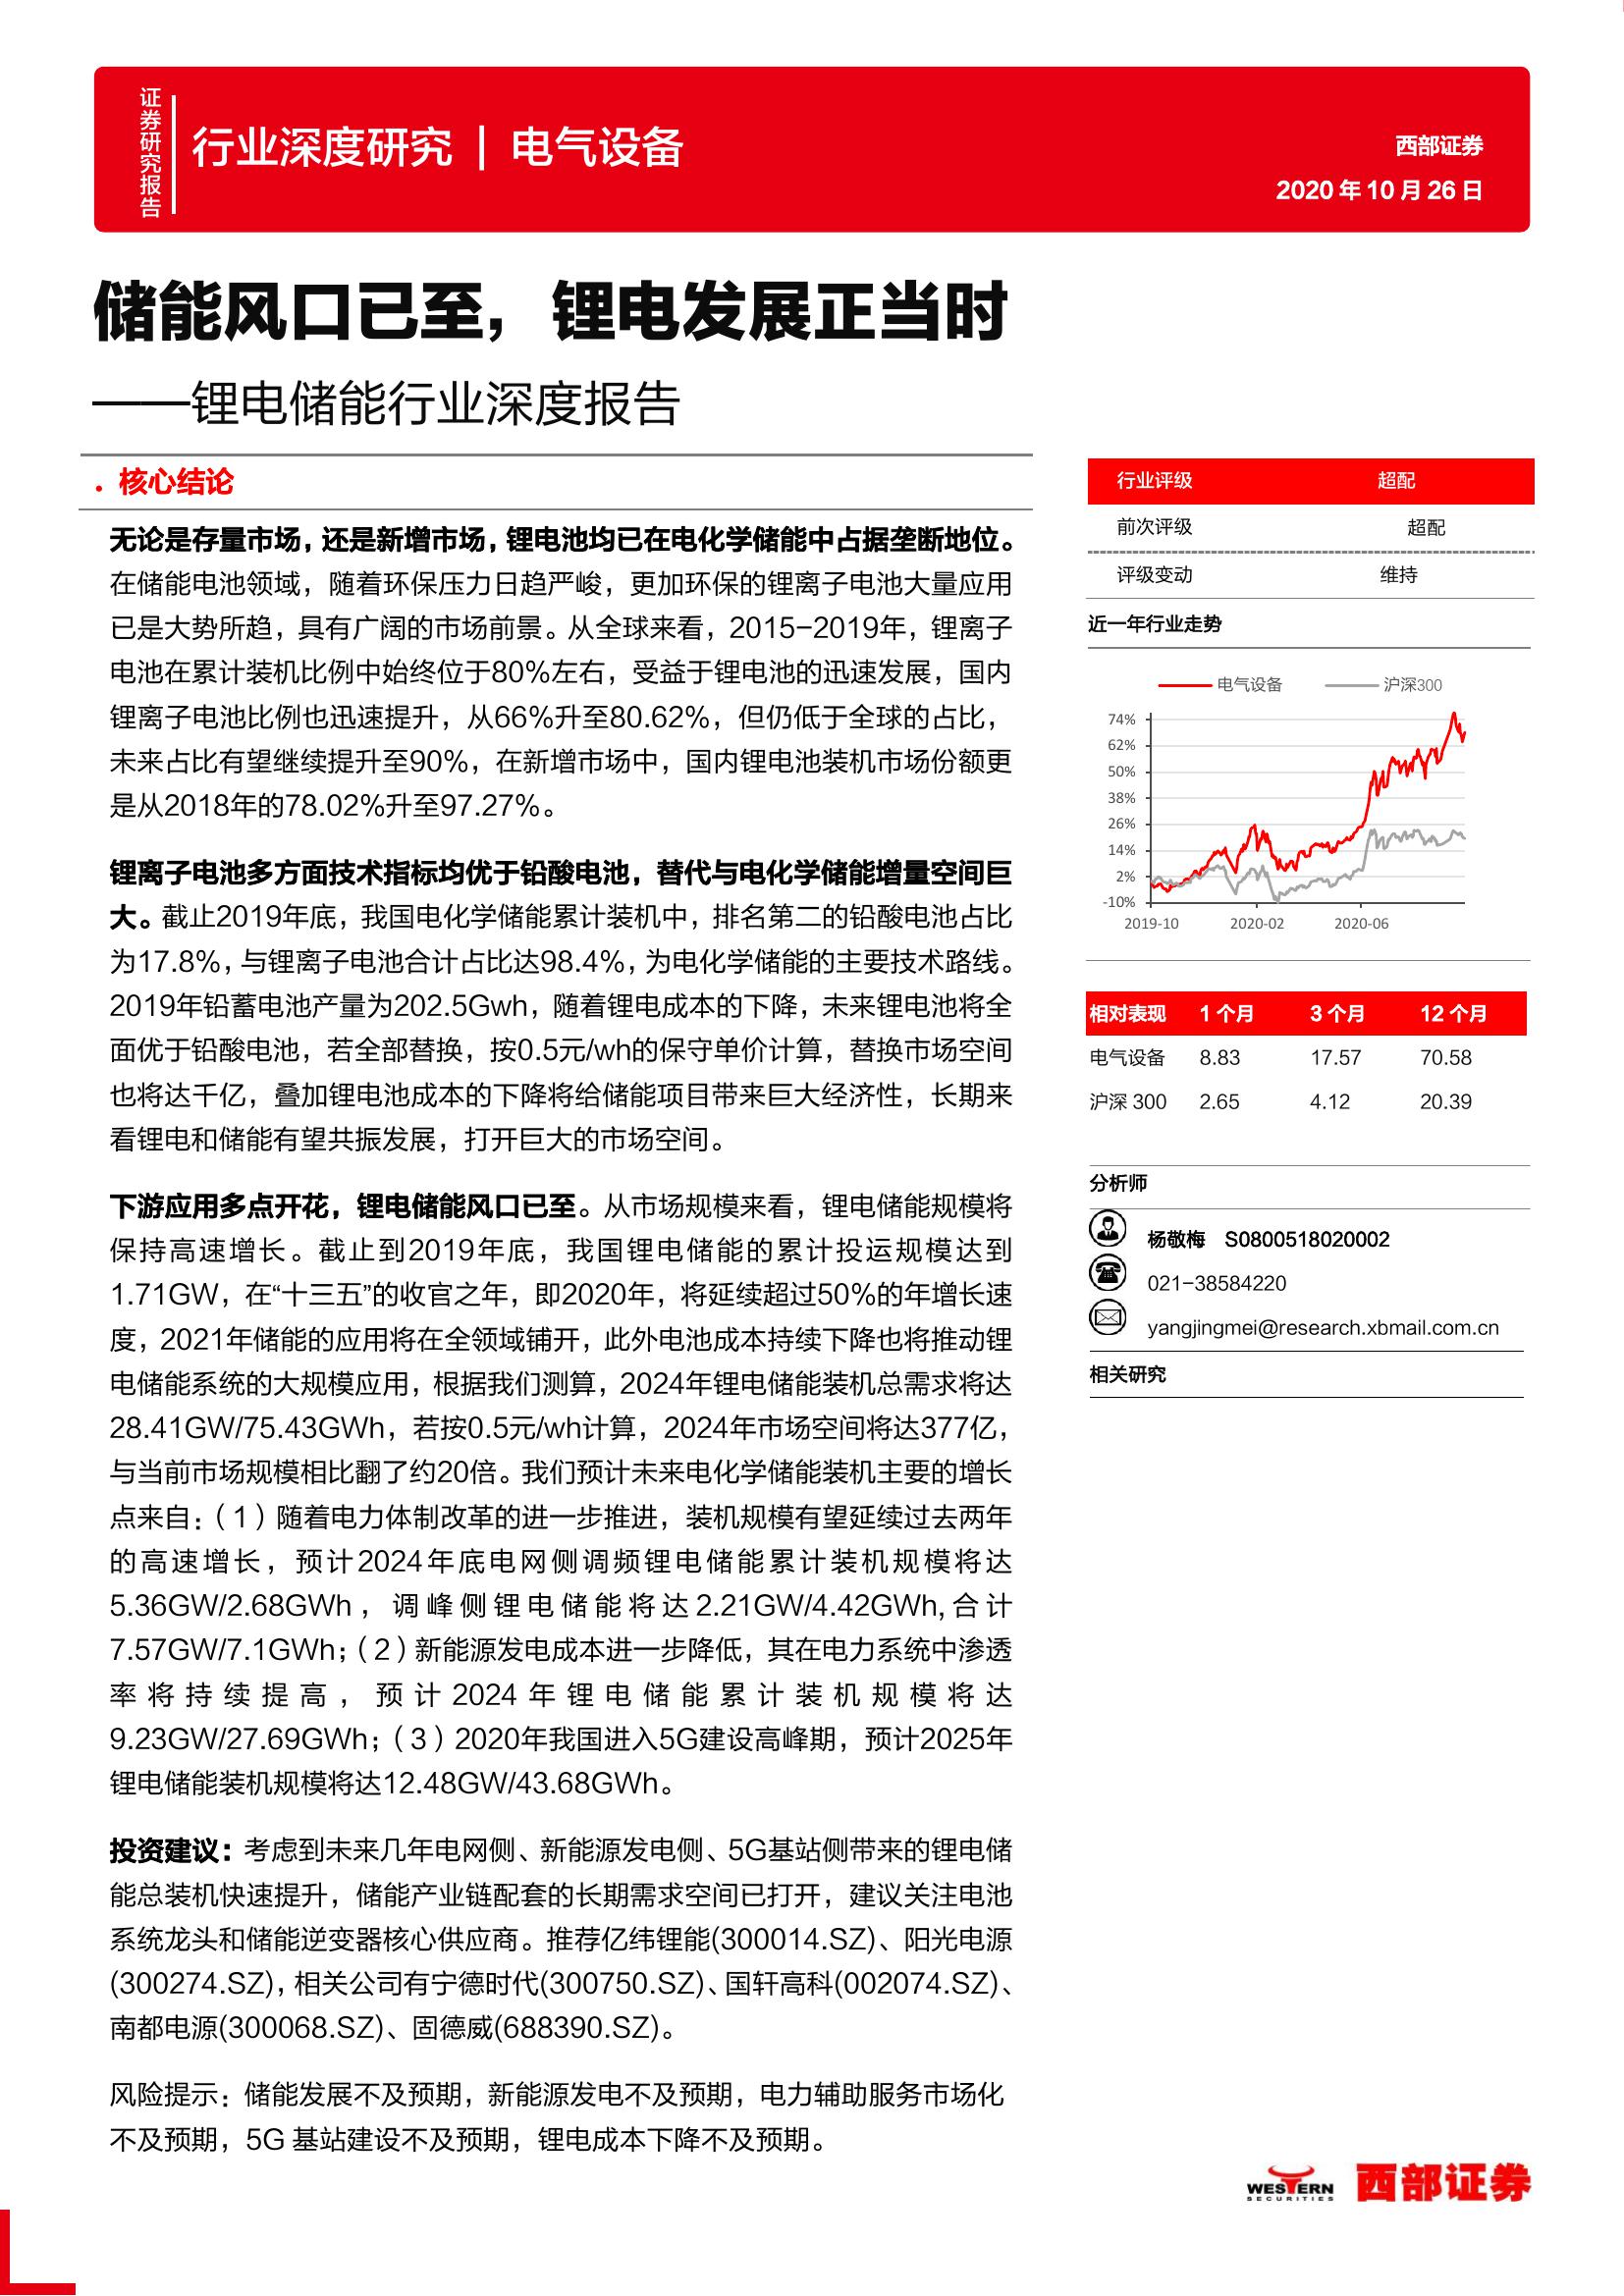 证券研究报告
行业深度研究 | 电气设备
西部证券
2020 年 10 月 26 日
储能风口已至，锂电发展正当时
——锂电储能行业深度报告
• 核心结论
无论是存量市场，还是新增市场，锂电池均已在电化学储能中占据垄断地位。
在储能电池领域，随着环保压力日趋严峻，更加环保的锂离子电池大量应用
已是大势所趋，具有广阔的市场前景。从全球来看，2015-2019年，锂离子
电池在累计装机比例中始终位于80%左右，受益于锂电池的迅速发展，国内
锂离子电池比例也迅速提升，从66%升至80.62%，但仍低于全球的占比，
未来占比有望继续提升至90%，在新增市场中，国内锂电池装机市场份额更
是从2018年的78.02%升至97.27%。
锂离子电池多方面技术指标均优于铅酸电池，替代与电化学储能增量空间巨
大。截止2019年底，我国电化学储能累计装机中，排名第二的铅酸电池占比
为17.8%，与锂离子电池合计占比达98.4%，为电化学储能的主要技术路线。
2019年铅蓄电池产量为202.5Gwh，随着锂电成本的下降，未来锂电池将全
面优于铅酸电池，若全部替换，按0.5元/wh的保守单价计算，替换市场空间
也将达千亿，叠加锂电池成本的下降将给储能项目带来巨大经济性，长期来
看锂电和储能有望共振发展，打开巨大的市场空间。
下游应用多点开花，锂电储能风口已至。从市场规模来看，锂电储能规模将
保持高速增长。截止到2019年底，我国锂电储能的累计投运规模达到
1.71GW，在“十三五”的收官之年，即2020年，将延续超过50%的年增长速
度，2021年储能的应用将在全领域铺开，此外电池成本持续下降也将推动锂
电储能系统的大规模应用，根据我们测算，2024年锂电储能装机总需求将达
28.41GW/75.43GWh，若按0.5元/wh计算，2024年市场空间将达377亿，
与当前市场规模相比翻了约20倍。我们预计未来电化学储能装机主要的增长
点来自：（1）随着电力体制改革的进一步推进，装机规模有望延续过去两年
的高速增长，预计2024年底电网侧调频锂电储能累计装机规模将达
5.36GW/2.68GWh，调峰侧锂电储能将达2.21GW/4.42GWh,合计
7.57GW/7.1GWh；（2）新能源发电成本进一步降低，其在电力系统中渗透
率将持续提高，预计2024年锂电储能累计装机规模将达
9.23GW/27.69GWh；（3）2020年我国进入5G建设高峰期，预计2025年
锂电储能装机规模将达12.48GW/43.68GWh。
投资建议：考虑到未来几年电网侧、新能源发电侧、5G基站侧带来的锂电储
能总装机快速提升，储能产业链配套的长期需求空间已打开，建议关注电池
系统龙头和储能逆变器核心供应商。推荐亿纬锂能(300014.SZ)、阳光电源
(300274.SZ)，相关公司有宁德时代(300750.SZ)、国轩高科(002074.SZ)、
南都电源(300068.SZ)、固德威(688390.SZ)。
风险提示：储能发展不及预期，新能源发电不及预期，电力辅助服务市场化
不及预期，5G 基站建设不及预期，锂电成本下降不及预期。
行业评级 超配
前次评级 超配
评级变动 维持
近一年行业走势
电气设备 沪深300
74%
62%
50%
38%
26%
14%
2%
-10%
2019-10 2020-02 2020-06
相对表现 1 个月 3 个月 12 个月
电气设备 8.83 17.57 70.58
沪深 300 2.65 4.12 20.39
分析师
杨敬梅 S0800518020002
021-38584220
yangjingmei@research.xbmail.com.cn
相关研究
WESTERN
SECURITIES
西部证券